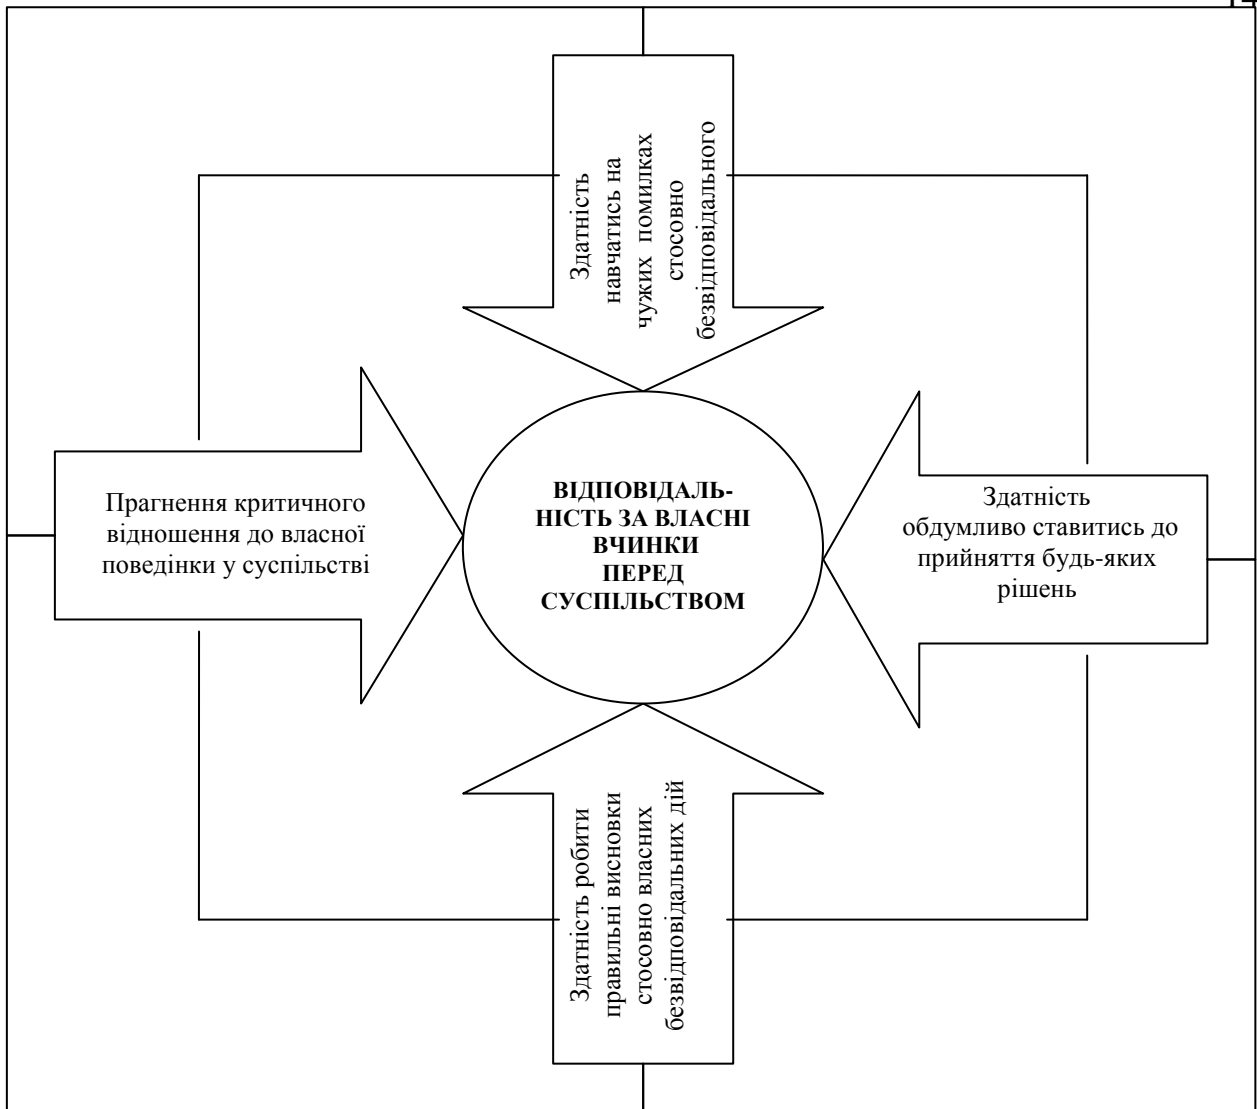 14
Здатність
навчатись на
чужих помилках
стосовно
безвідповідального
Прагнення критичного
відношення до власної
поведінки у суспільстві
ВІДПОВІДАЛЬ-
НІСТЬ ЗА ВЛАСНІ
ВЧИНКИ
ПЕРЕД
СУСПІЛЬСТВОМ
Здатність
обдумливо ставитись до
прийняття будь-яких
рішень
Здатність робити
правильні висновки
стосовно власних
безвідповідальних дій